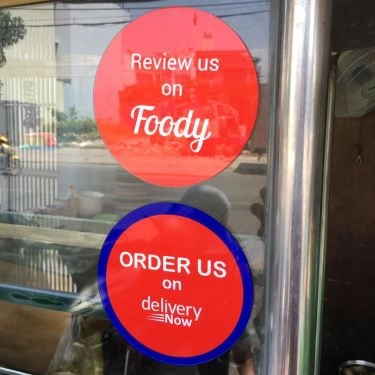 Review us
on
Foody
ORDER US
on
delivery
Now